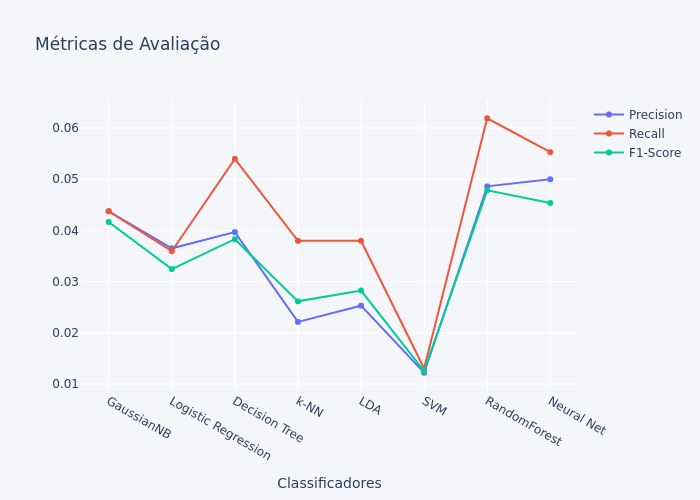 Métricas de Avaliação
Precision
Recall
F1-Score
0.06
0.05
0.04
0.03
0.02
0.01
GaussianNB
Logistic Regression
Decision Tree
k-NN
LDA
SVM
RandomForest
Neural Net
Classificadores